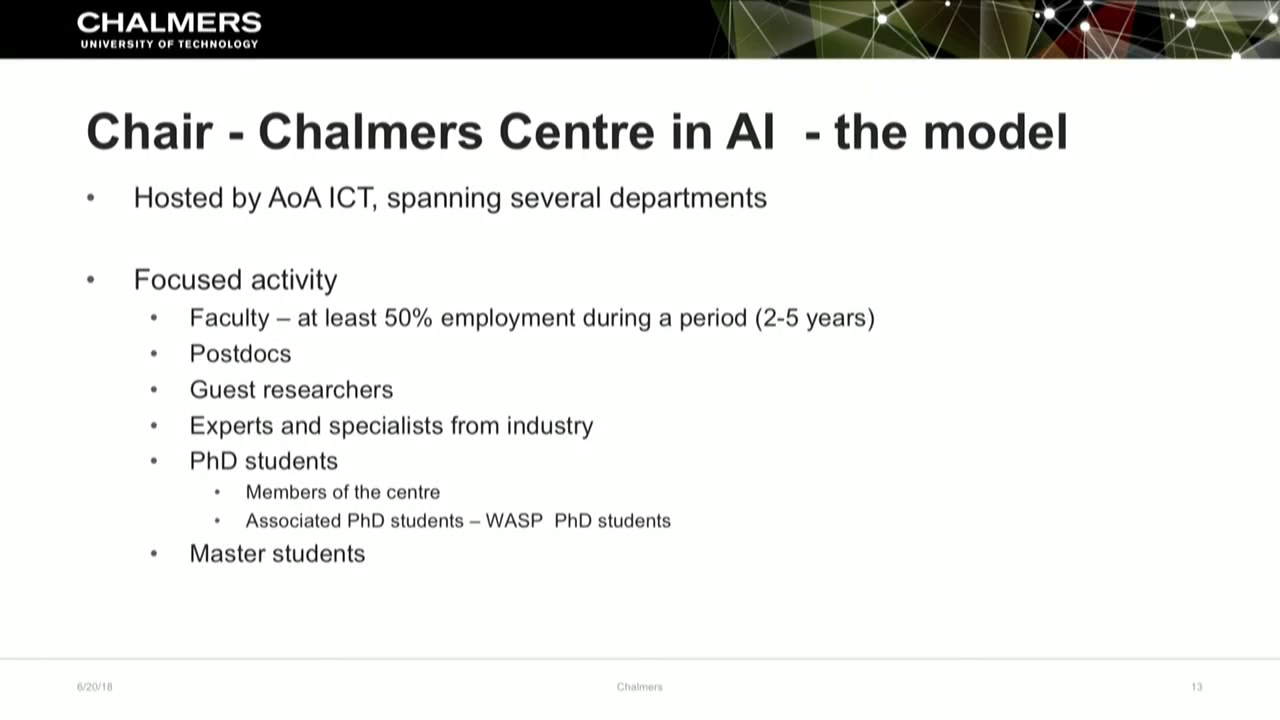 CHALMERS
UNIVERSITY OF TECHNOLOGY
Chair - Chalmers Centre in AI - the model
• Hosted by AoA ICT, spanning several departments
• Focused activity
• Faculty – at least 50% employment during a period (2-5 years)
• Postdocs
• Guest researchers
• Experts and specialists from industry
• PhD students
• Members of the centre
• Associated PhD students – WASP PhD students
• Master students
6/20/18
Chalmers
13